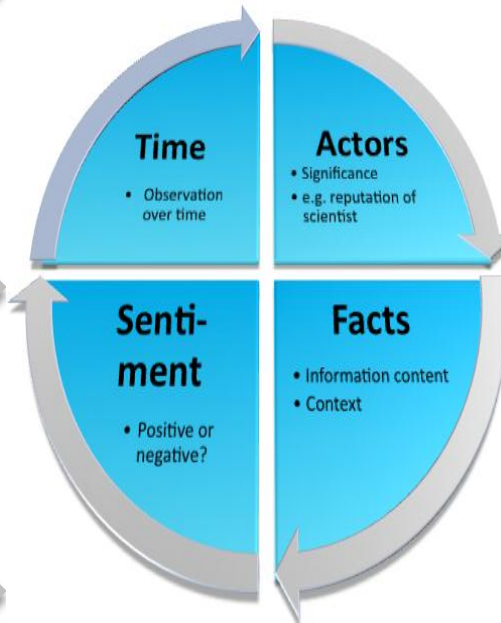 Time
• Observation
over time
Actors
• Significance
• e.g. reputation of
scientist
Senti-
ment
• Positive or
negative?
Facts
• Information content
• Context